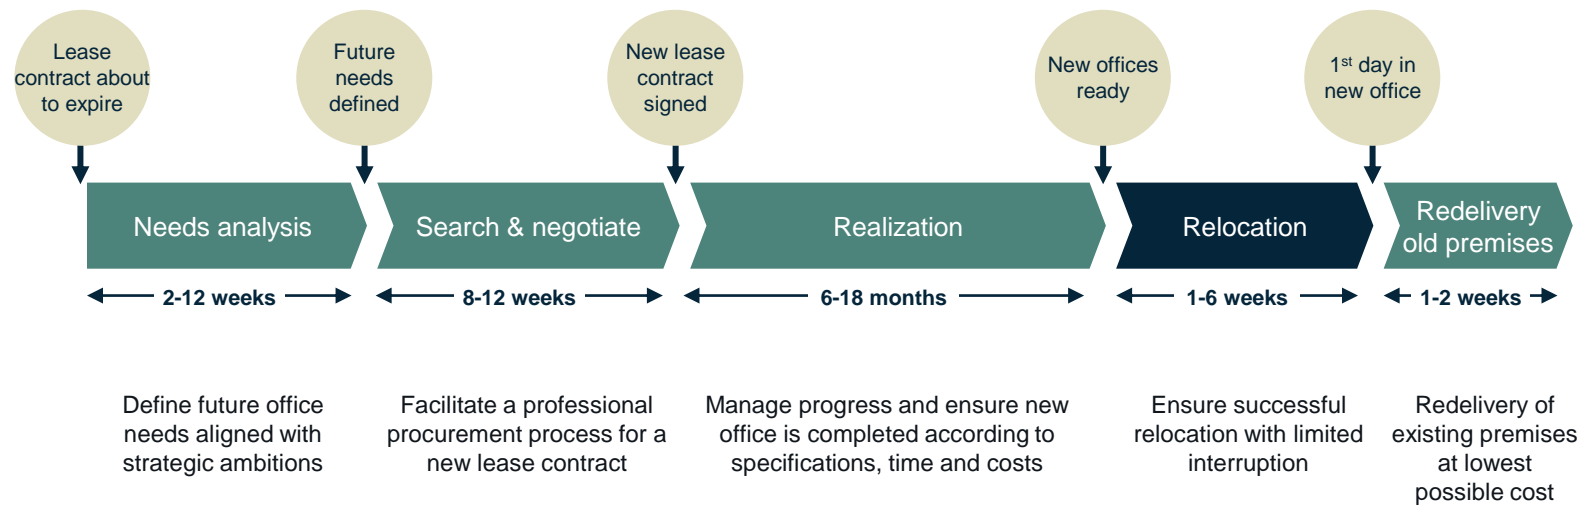 Lease
contract about
to expire
Future
needs
defined
New lease
contract
signed
New offices
ready
1st day in
new office
Needs analysis
Search & negotiate
Realization
Relocation
Redelivery
old premises
2-12 weeks
8-12 weeks
6-18 months
1-6 weeks
1-2 weeks
Define future office
needs aligned with
strategic ambitions
Facilitate a professional
procurement process for a
new lease contract
Manage progress and ensure new
office is completed according to
specifications, time and costs
Ensure successful
relocation with limited
interruption
Redelivery of
existing premises
at lowest
possible cost